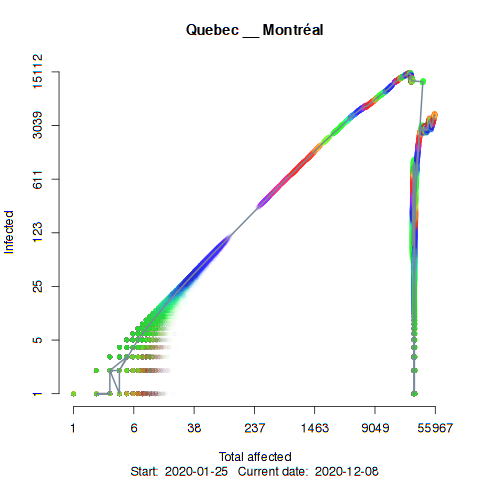 Quebec __ Montréal
15112
3039
611
123
25
5
1
Infected
1 6 38 237 1463 9049 55967
Total affected
Start: 2020-01-25 Current date: 2020-12-08